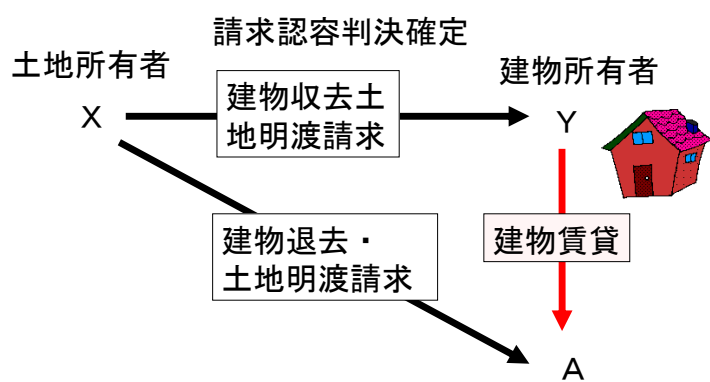 請求認容判決確定
土地所有者
建物所有者
建物収去土
地明渡請求
X
Y
建物退去・
土地明渡請求
建物賃貸
A